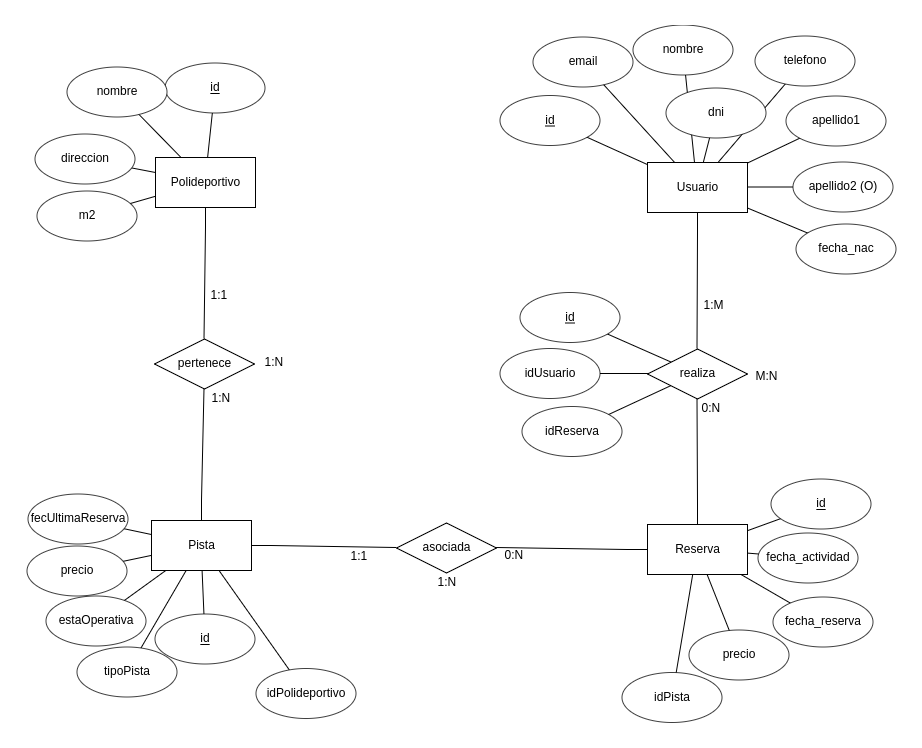 nombre
id
direccion
Polideportivo
m2
1:1
pertenece
1:N
1:N
email
nombre
telefono
id
dni
apellido1
Usuario
apellido2 (O)
fecha_nac
1:M
id
idUsuario
realiza
M:N
0:N
idReserva
fecUltimaReserva
Pista
precio
estaOperativa
id
tipoPista
idPolideportivo
1:1
asociada
0:N
1:N
Reserva
id
fecha_actividad
fecha_reserva
precio
idPista